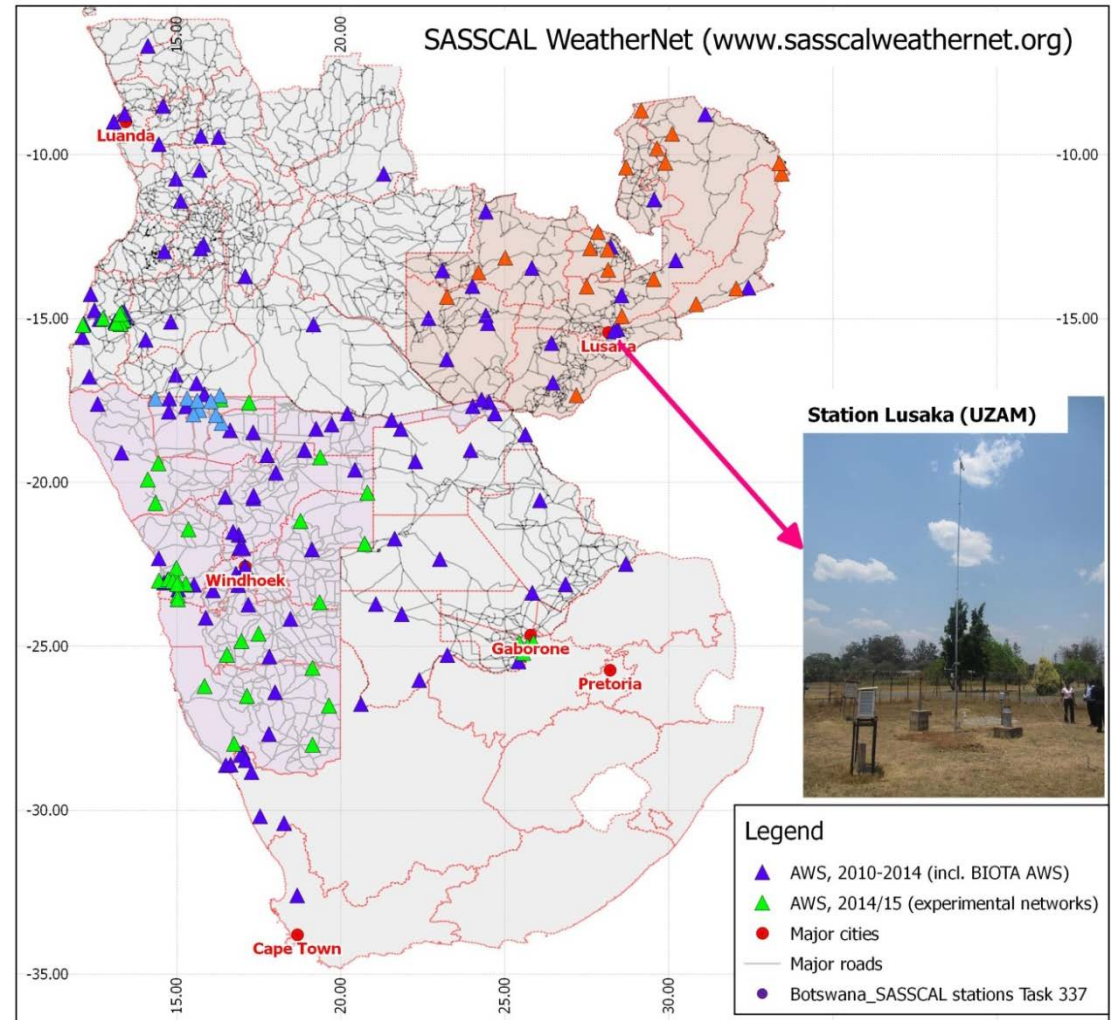 SASSCAL WeatherNet (www.sasscalweathernet.org)
15.00
20.00
Luanda
-10.00
-10.00
-15.00
-15.00
Lusaka
Station Lusaka (UZAM)
-20.00
Windhoek
-25.00
Gaborone
Pretoria
-30.00
Cape Town
-35.00
15.00
20.00
25.00
30.00
Legend
AWS, 2010-2014 (incl. BIOTA AWS)
AWS, 2014/15 (experimental networks)
Major cities
Major roads
Botswana_SASSCAL stations Task 337